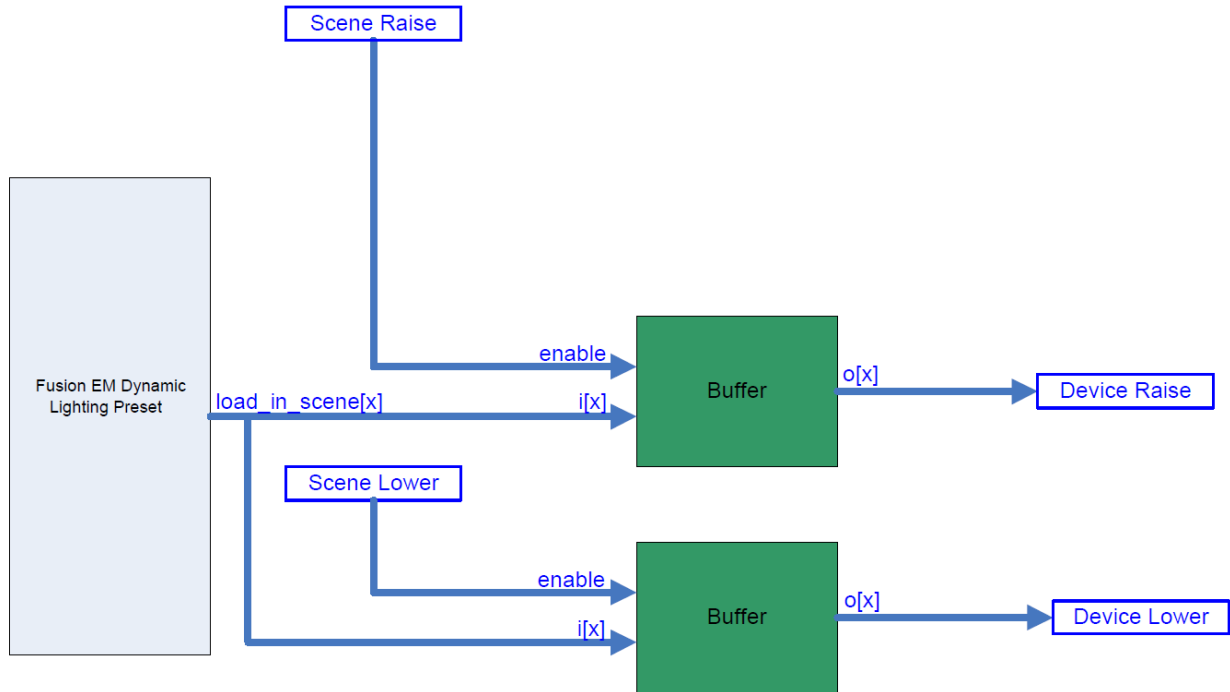 Scene Raise
enable
Buffer
o[x]
Device Raise
Fusion EM Dynamic
Lighting Preset
load_in_scene[x]
i[x]
Scene Lower
enable
Buffer
o[x]
Device Lower
i[x]